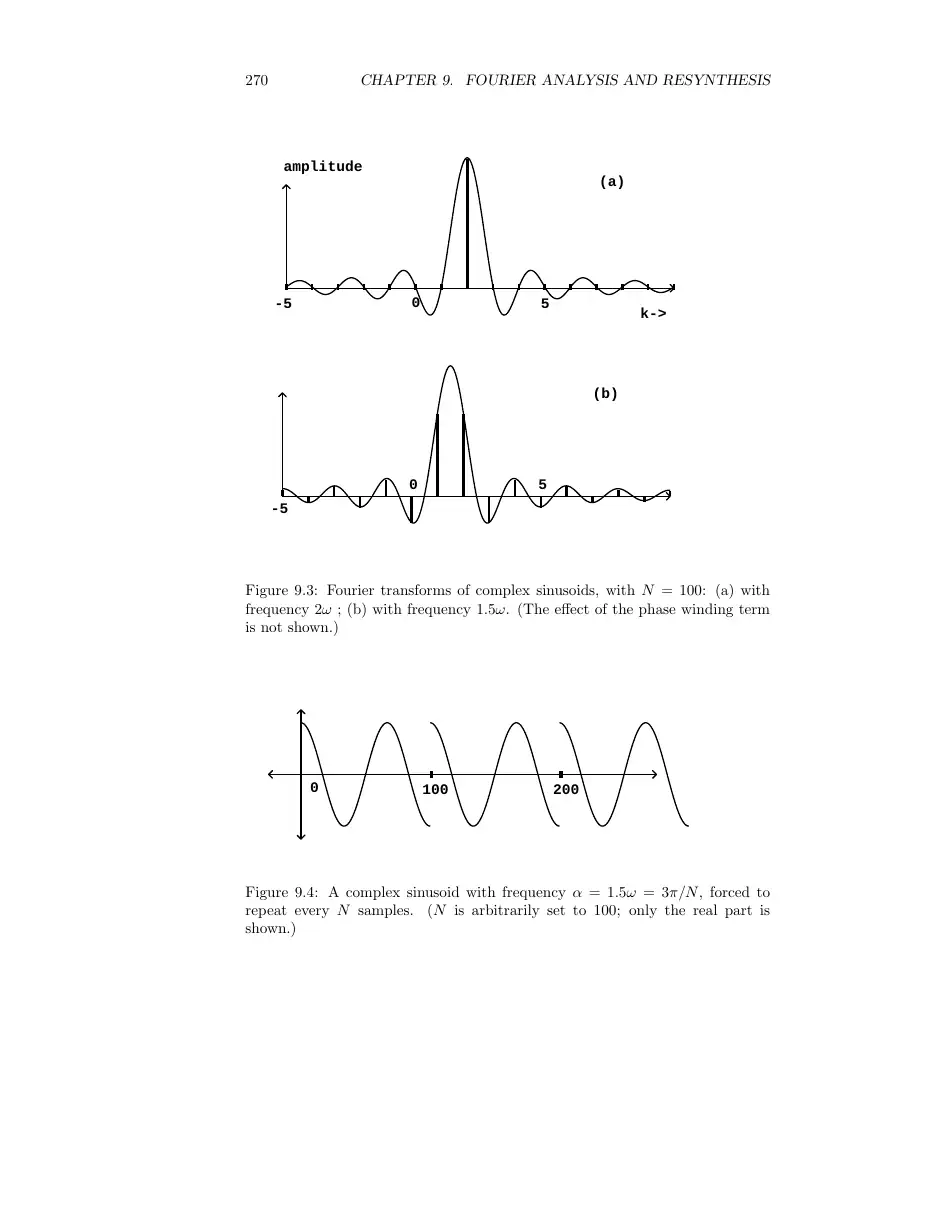 270 CHAPTER 9. FOURIER ANALYSIS AND RESYNTHESIS
amplitude
(a)
-5 0 5
k->
(b)
0 5
-5
Figure 9.3: Fourier transforms of complex sinusoids, with N = 100: (a) with
frequency 2ω ; (b) with frequency 1.5ω. (The effect of the phase winding term
is not shown.)
0 100 200
Figure 9.4: A complex sinusoid with frequency α = 1.5ω = 3π/N, forced to
repeat every N samples. (N is arbitrarily set to 100; only the real part is
shown.)